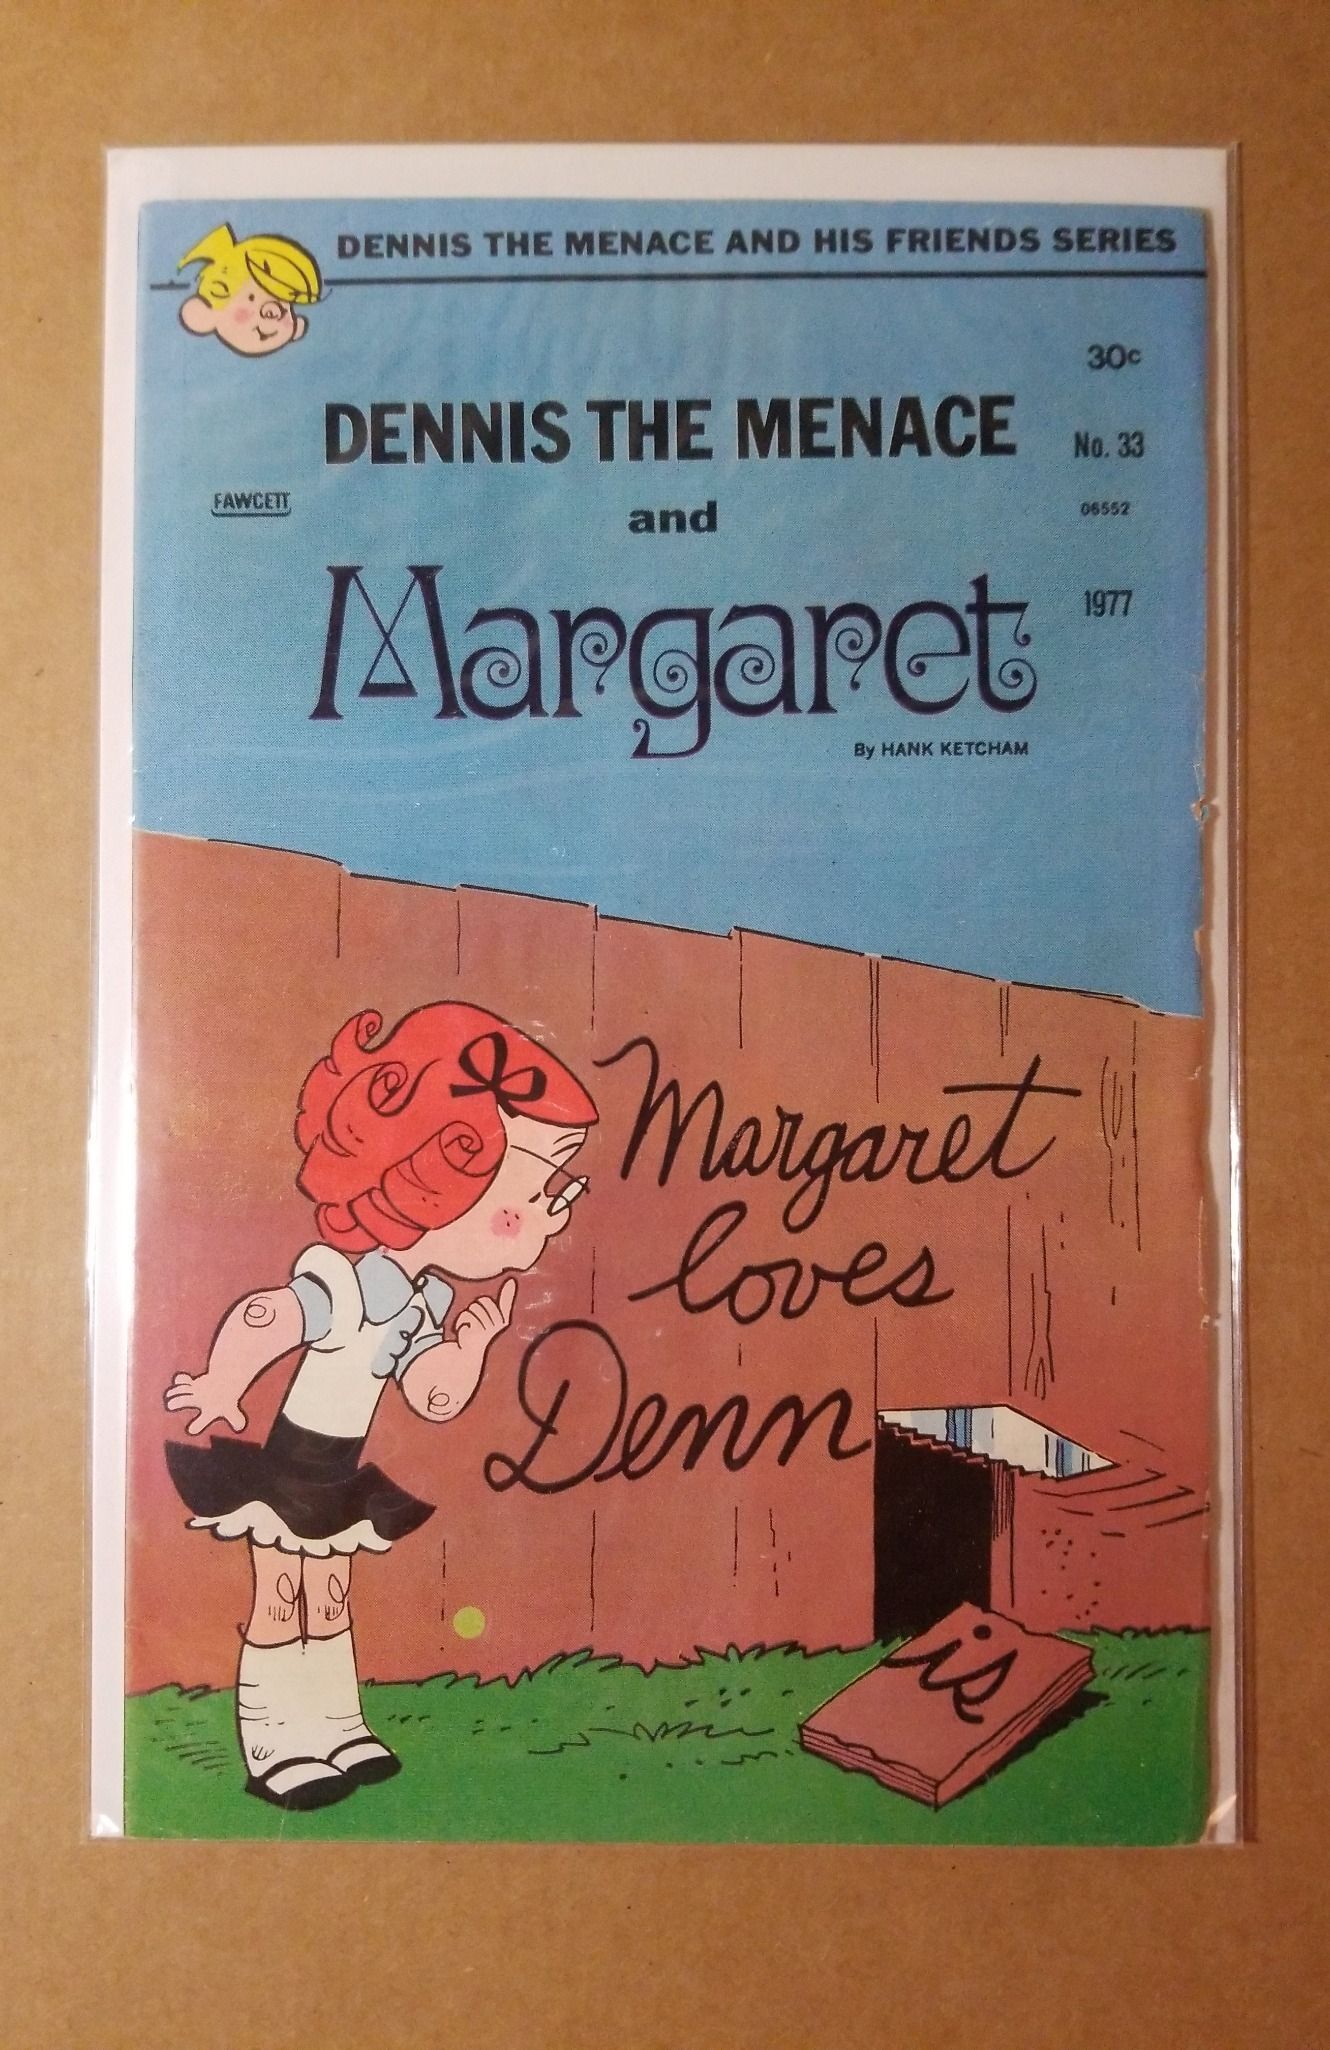 DENNIS THE MENACE AND HIS FRIENDS SERIES
30c
DENNIS THE MENACE
No. 33
FAWCETT
and
06552
Margaret
1977
By HANK KETCHAM
Margaret
loves
Denn
is